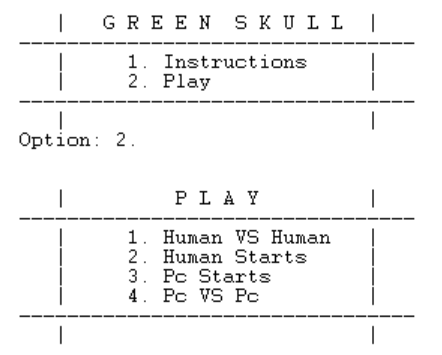 G R E E N  S K U L L
1. Instructions
2. Play
Option: 2.
P L A Y
1. Human VS Human
2. Human Starts
3. Pc Starts
4. Pc VS Pc